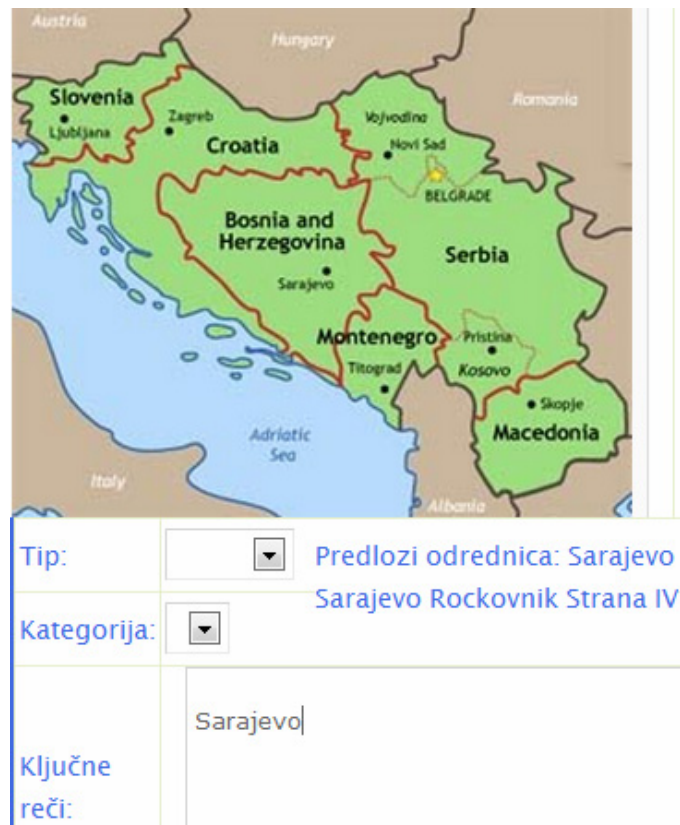 Austria
Hungary
Romania
Slovenia
Ljubljana
Zagreb
Croatia
Vojvodina
Novi Sad
BELGRADE
Bosnia and
Herzegovina
Sarajevo
Serbia
Montenegro
Titograd
Pristina
Kosovo
Skopje
Macedonia
Adriatic
Sea
Italy
Albania
Tip:
Predlozi odrednica: Sarajevo
Sarajevo Rockovnik Strana IV
Kategorija:
Sarajevo
Ključne
reči: